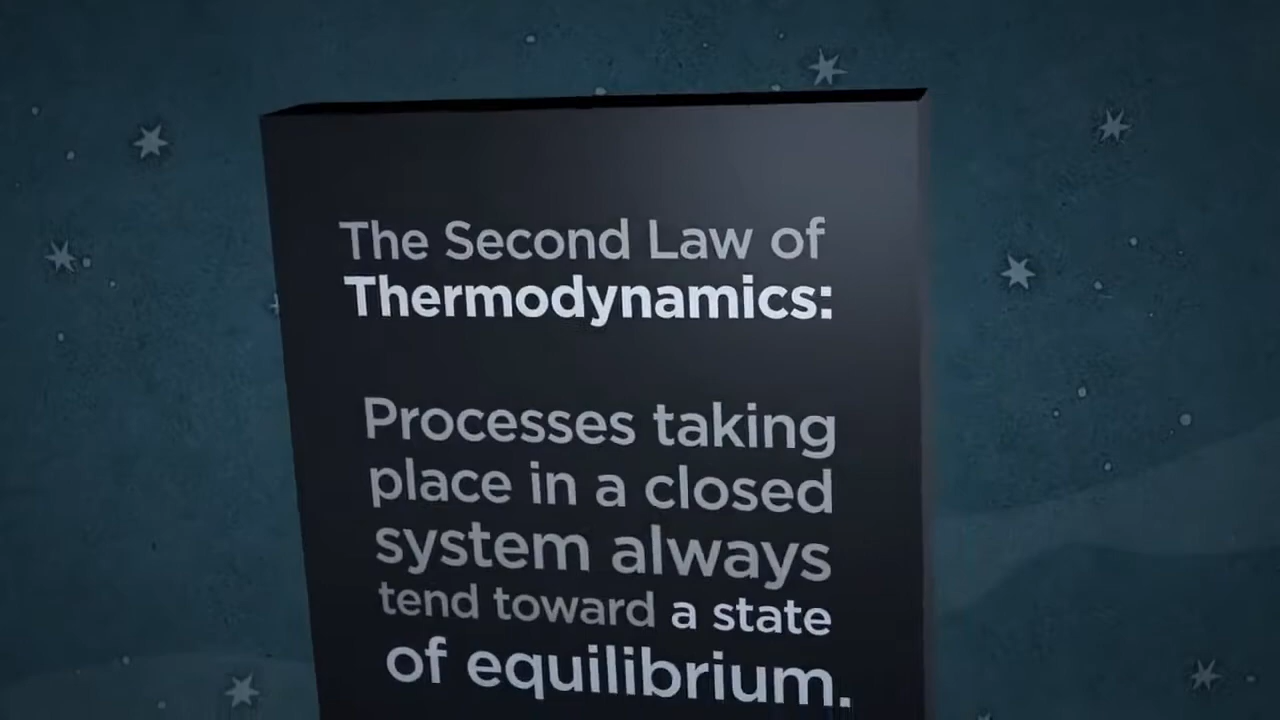 The Second Law of
Thermodynamics:
Processes taking
place in a closed
system always
tend toward a state
of equilibrium.